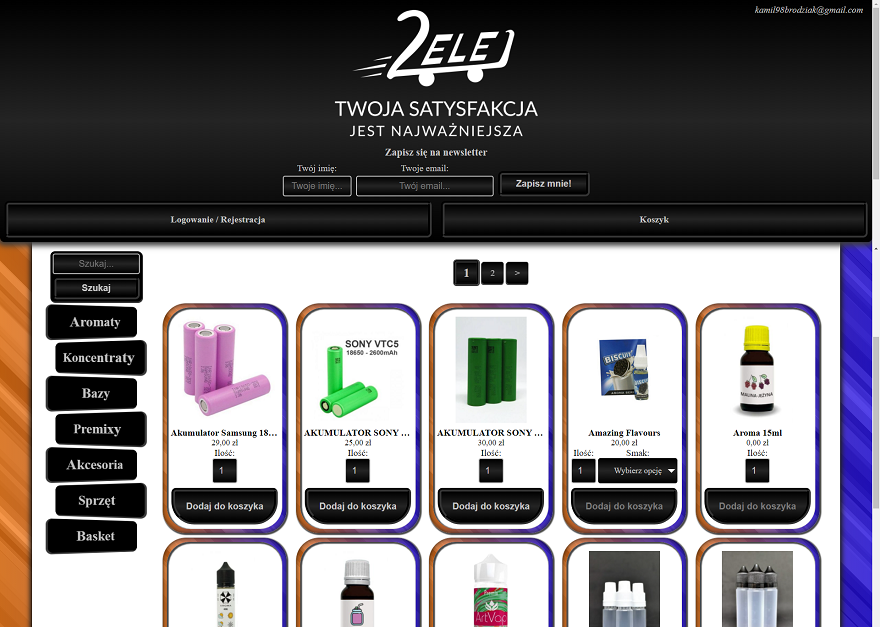 kamil98brodziak@gmail.com
2ELEJ
TWOJA SATYSFAKCJA
JEST NAJWAŻNIEJSZA
Zapisz się na newsletter
Twój imię: Twoje email:
Twoje imię... Twój email... Zapisz mnie!
Logowanie / Rejestracja Koszyk
Szukaj...
Szukaj
1 2 >
Aromaty
Koncentraty
Bazy
Premixy
Akcesoria
Sprzęt
Basket
SONY VTC5
18650 - 2600mAh
BISCUIT
MALINA JEŻYNA
Akumulator Samsung 18... AKUMULATOR SONY ... AKUMULATOR SONY ... Amazing Flavours Aroma 15ml
29,00 zł 25,00 zł 30,00 zł 20,00 zł 0,00 zł
Ilość: Ilość: Ilość: Ilość: Smak: Ilość:
1 1 1 1 Wybierz opcję 1
Dodaj do koszyka Dodaj do koszyka Dodaj do koszyka Dodaj do koszyka Dodaj do koszyka
ArtVap